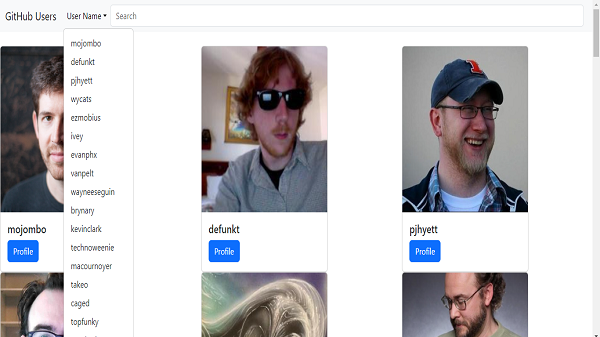 GitHub Users User Name Search
mojombo
defunkt
pjhyett
wycats
ezmobius
ivey
evanphx
vanpelt
wayneeseguin
brynary
kevinclark
technoweenie
macournoyer
takeo
caged
topfunky
mojombo
Profile
defunkt
Profile
pjhyett
Profile